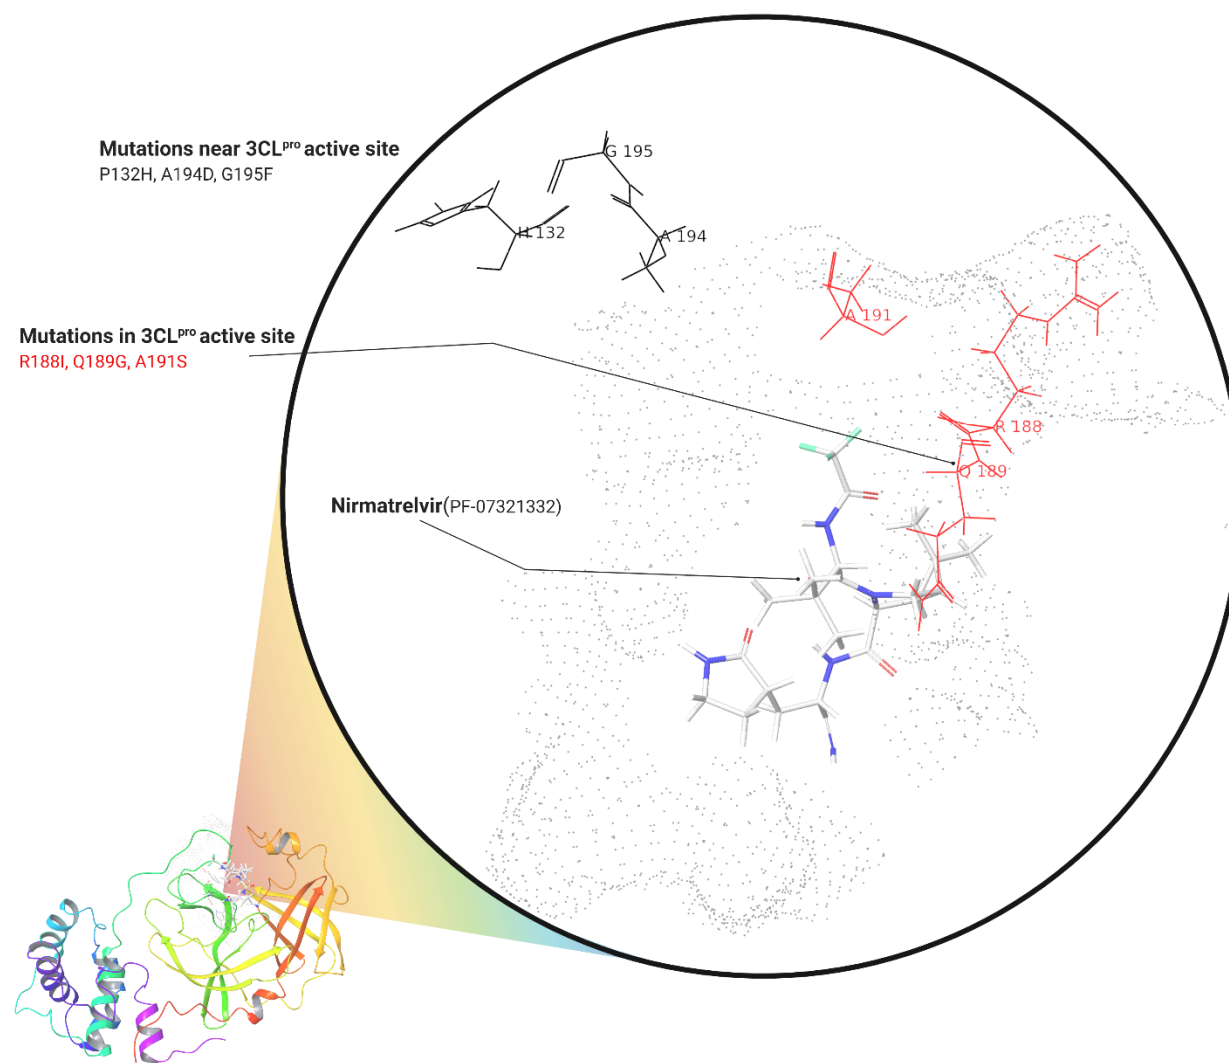 Mutations near 3CLpro active site
P132H, A194D, G195F
G 195
H 132
A 194
A 191
Mutations in 3CLpro active site
R188I, Q189G, A191S
R 188
Q 189
Nirmatrelvir(PF-07321332)